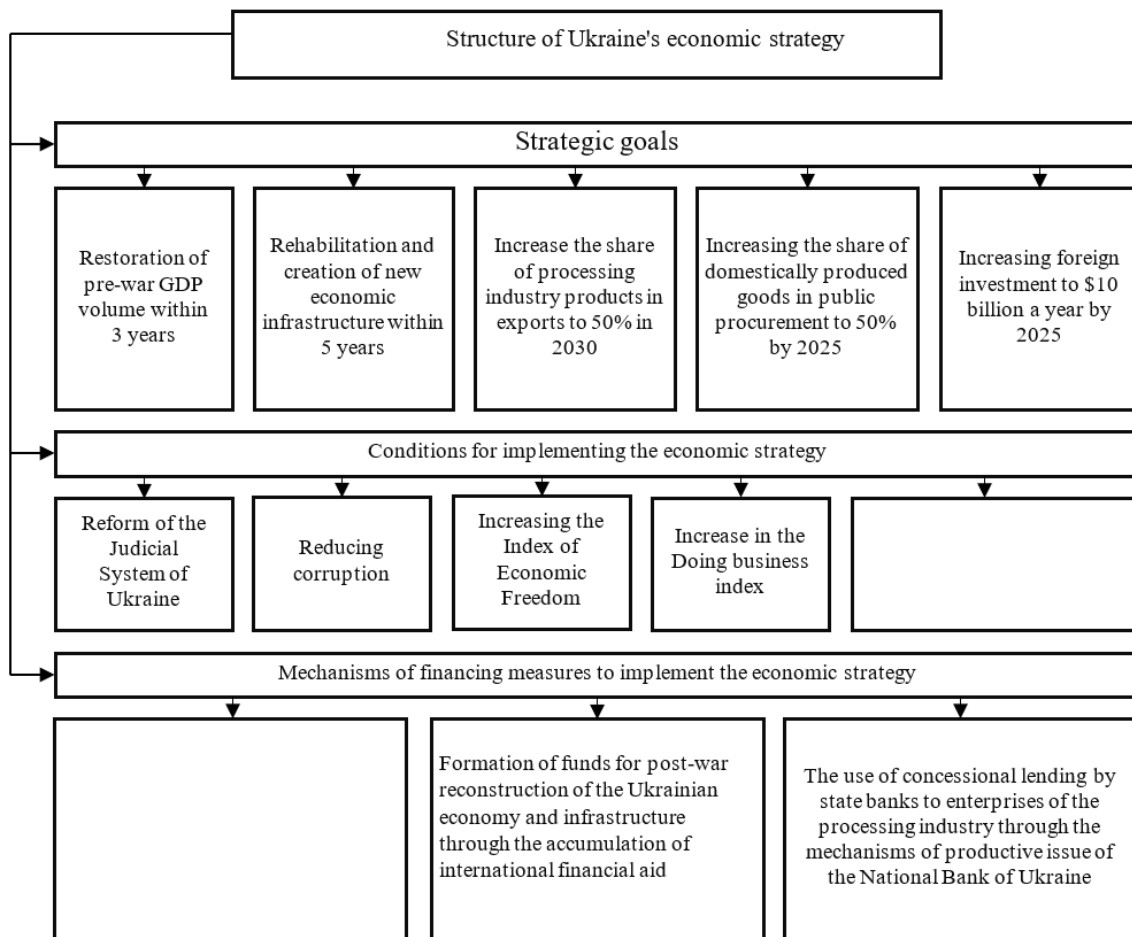 Structure of Ukraine's economic strategy
Strategic goals
Restoration of
pre-war GDP
volume within
3 years
Rehabilitation and
creation of new
economic
infrastructure within
5 years
Increase the share
of processing
industry products in
exports to 50% in
2030
Increasing the share of
domestically produced
goods in public
procurement to 50%
by 2025
Increasing foreign
investment to $10
billion a year by
2025
Conditions for implementing the economic strategy
Reform of the
Judicial
System of
Ukraine
Reducing
corruption
Increasing the
Index of
Economic
Freedom
Increase in the
Doing business
index
Mechanisms of financing measures to implement the economic strategy
Formation of funds for post-war
reconstruction of the Ukrainian
economy and infrastructure
through the accumulation of
international financial aid
The use of concessional lending by
state banks to enterprises of the
processing industry through the
mechanisms of productive issue of
the National Bank of Ukraine